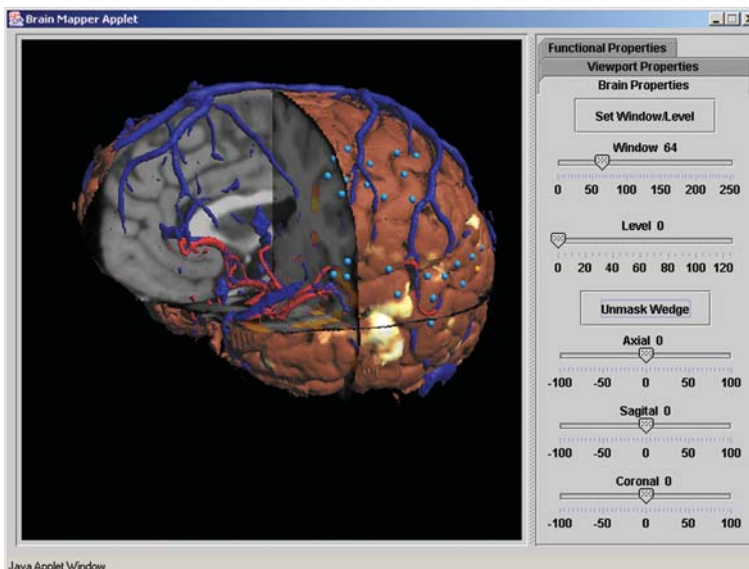 Brain Mapper Applet
Functional Properties
Viewport Properties
Brain Properties
Set Window/Level
Window 64
0 50 100 150 200 250
Level 0
0 20 40 60 80 100 120
Unmask Wedge
Axial 0
-100 -50 0 50 100
Sagital 0
-100 -50 0 50 100
Coronal 0
-100 -50 0 50 100
Java Applet Window